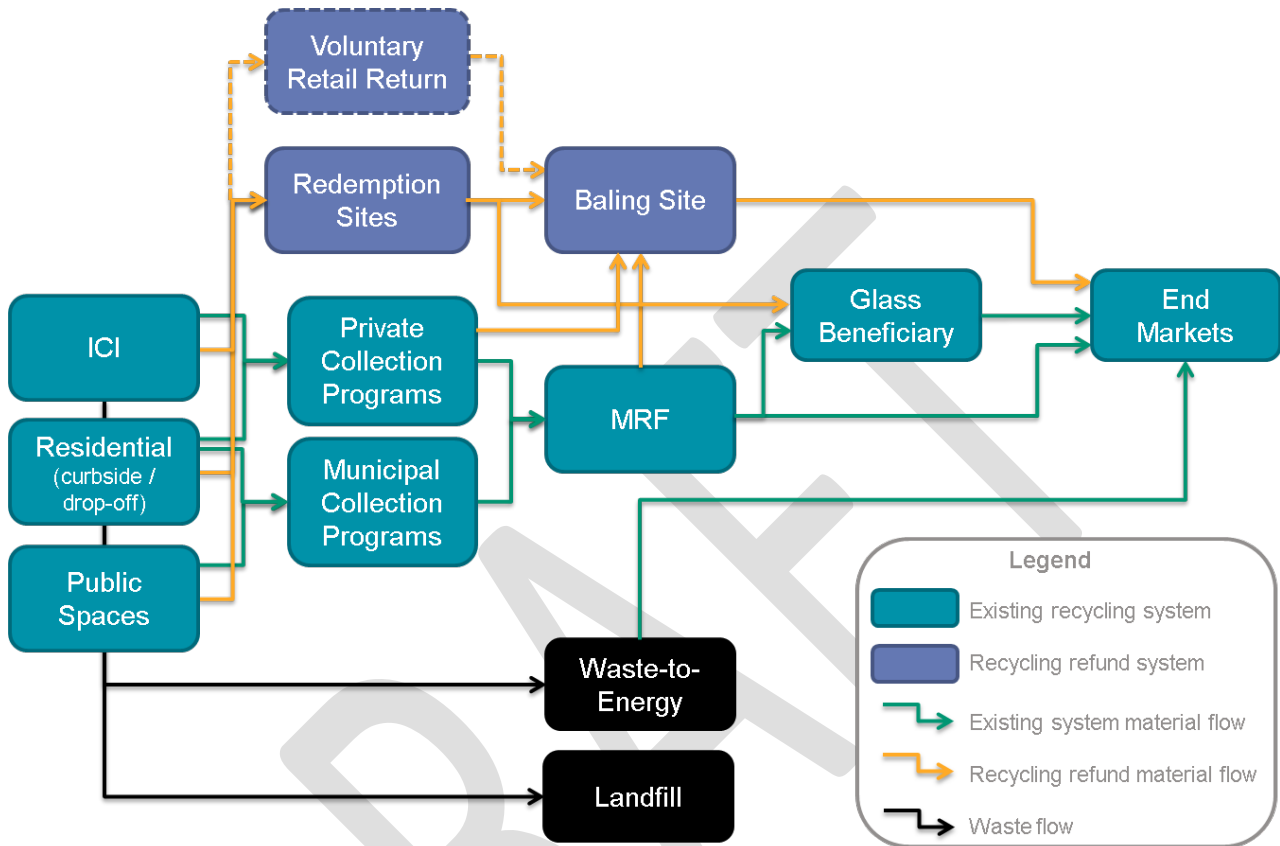 Voluntary
Retail Return
Redemption
Sites
Baling Site
ICI
Private
Collection
Programs
Glass
Beneficiary
End
Markets
MRF
Residential
(curbside /
drop-off)
Municipal
Collection
Programs
Public
Spaces
Waste-to-
Energy
Landfill
Legend
Existing recycling system
Recycling refund system
Existing system material flow
Recycling refund material flow
Waste flow
DRAFT